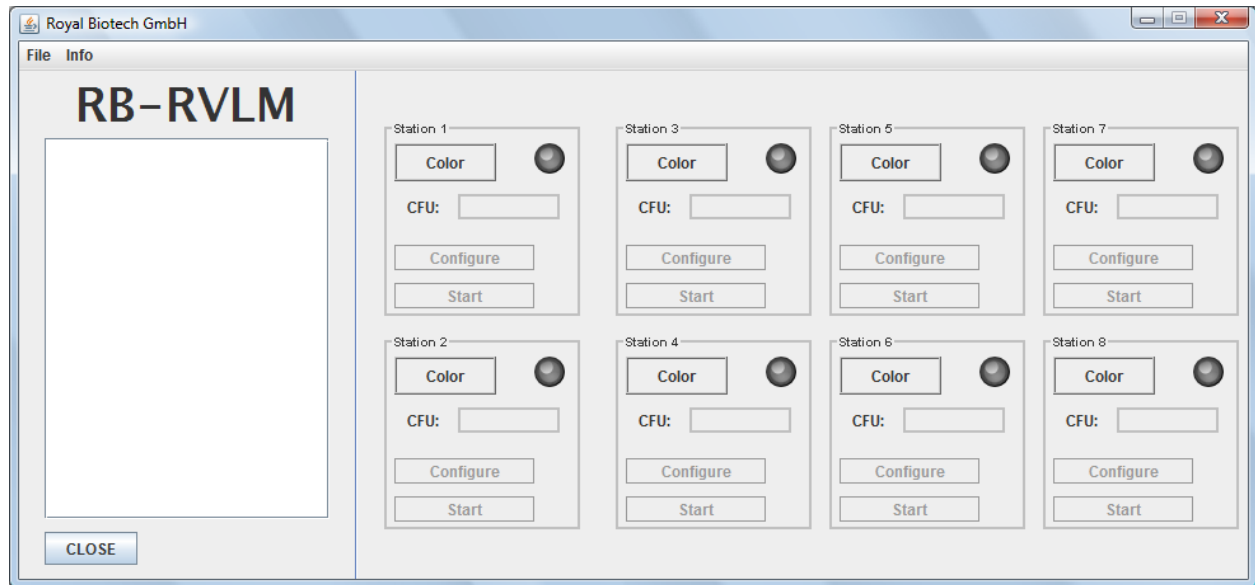 Royal Biotech GmbH
File Info
RB-RVLM
Station 1 Station 3 Station 5 Station 7
Color Color Color Color
CFU: CFU: CFU: CFU:
Configure Configure Configure Configure
Start Start Start Start
Station 2 Station 4 Station 6 Station 8
Color Color Color Color
CFU: CFU: CFU: CFU:
Configure Configure Configure Configure
Start Start Start Start
CLOSE